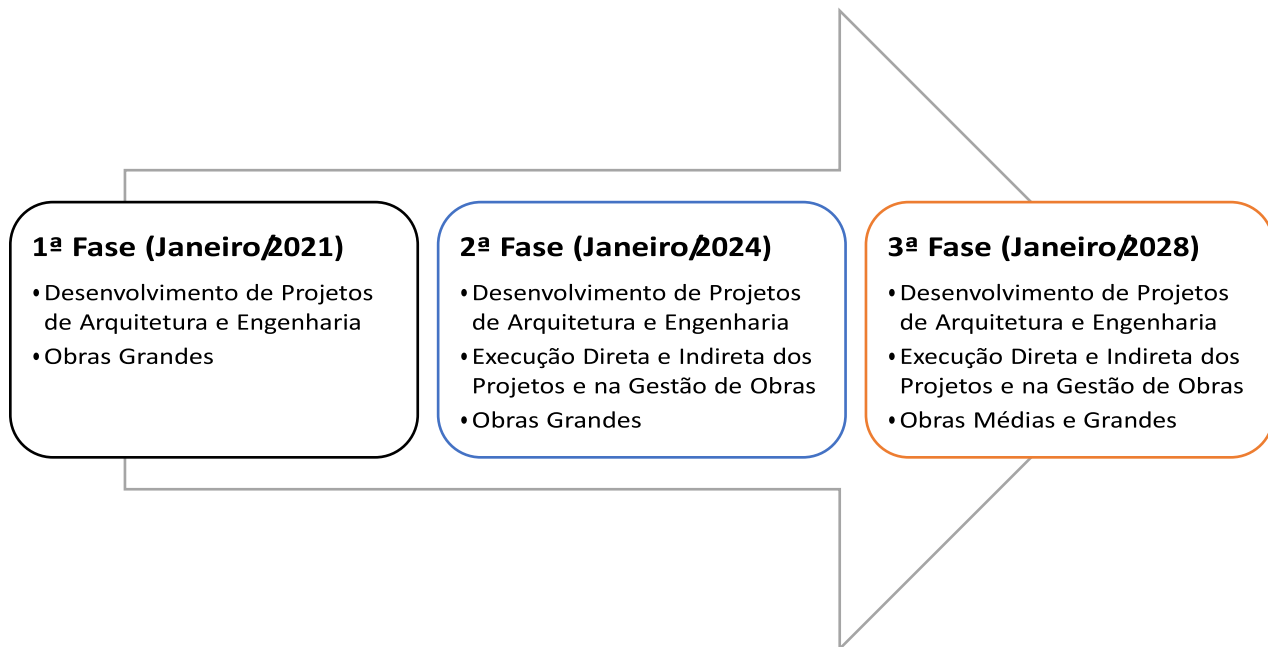 1ª Fase (Janeiro/2021)
•Desenvolvimento de Projetos
de Arquitetura e Engenharia
•Obras Grandes
2ª Fase (Janeiro/2024)
•Desenvolvimento de Projetos
de Arquitetura e Engenharia
•Execução Direta e Indireta dos
Projetos e na Gestão de Obras
•Obras Grandes
3ª Fase (Janeiro/2028)
•Desenvolvimento de Projetos
de Arquitetura e Engenharia
•Execução Direta e Indireta dos
Projetos e na Gestão de Obras
•Obras Médias e Grandes